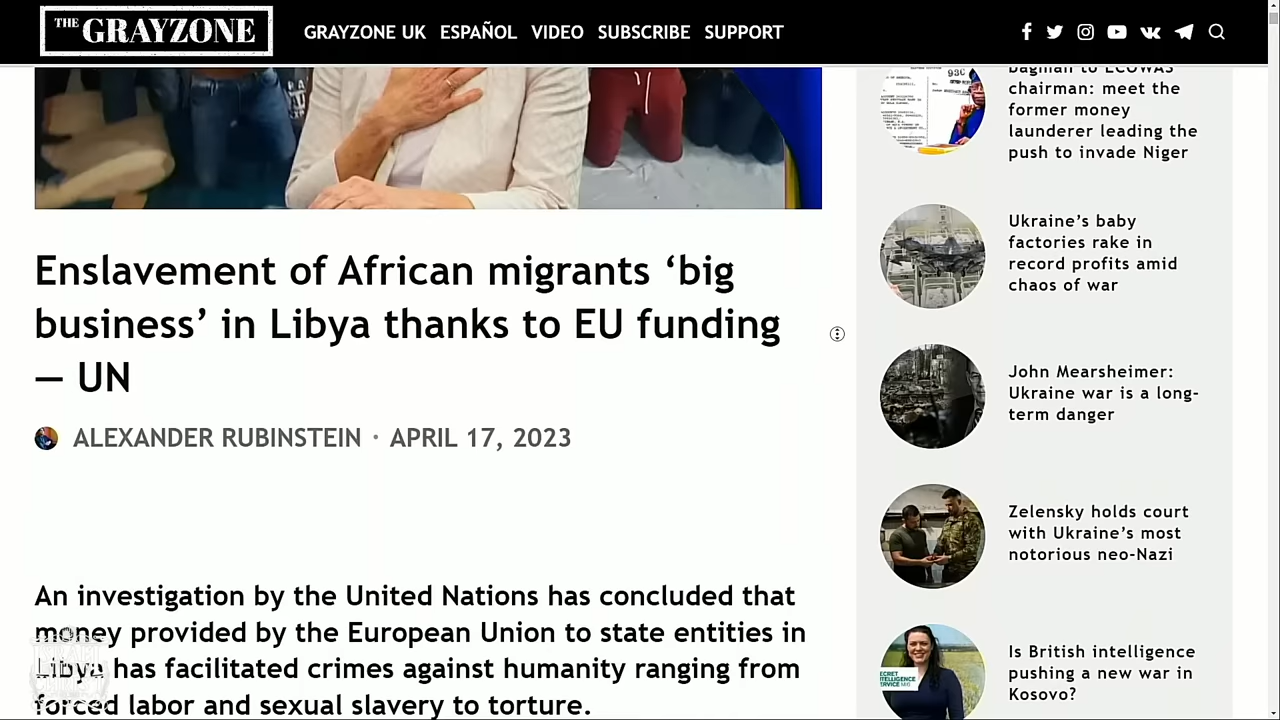 THE GRAYZONE
GRAYZONE UK ESPAÑOL VIDEO SUBSCRIBE SUPPORT
Enslavement of African migrants ‘big
business’ in Libya thanks to EU funding
— UN
ALEXANDER RUBINSTEIN · APRIL 17, 2023
An investigation by the United Nations has concluded that
money provided by the European Union to state entities in
Libya has facilitated crimes against humanity ranging from
forced labor and sexual slavery to torture.
bagman to ECOWAS
chairman: meet the
former money
launderer leading the
push to invade Niger
Ukraine’s baby
factories rake in
record profits amid
chaos of war
John Mearsheimer:
Ukraine war is a long-
term danger
Zelensky holds court
with Ukraine’s most
notorious neo-Nazi
Is British intelligence
pushing a new war in
Kosovo?